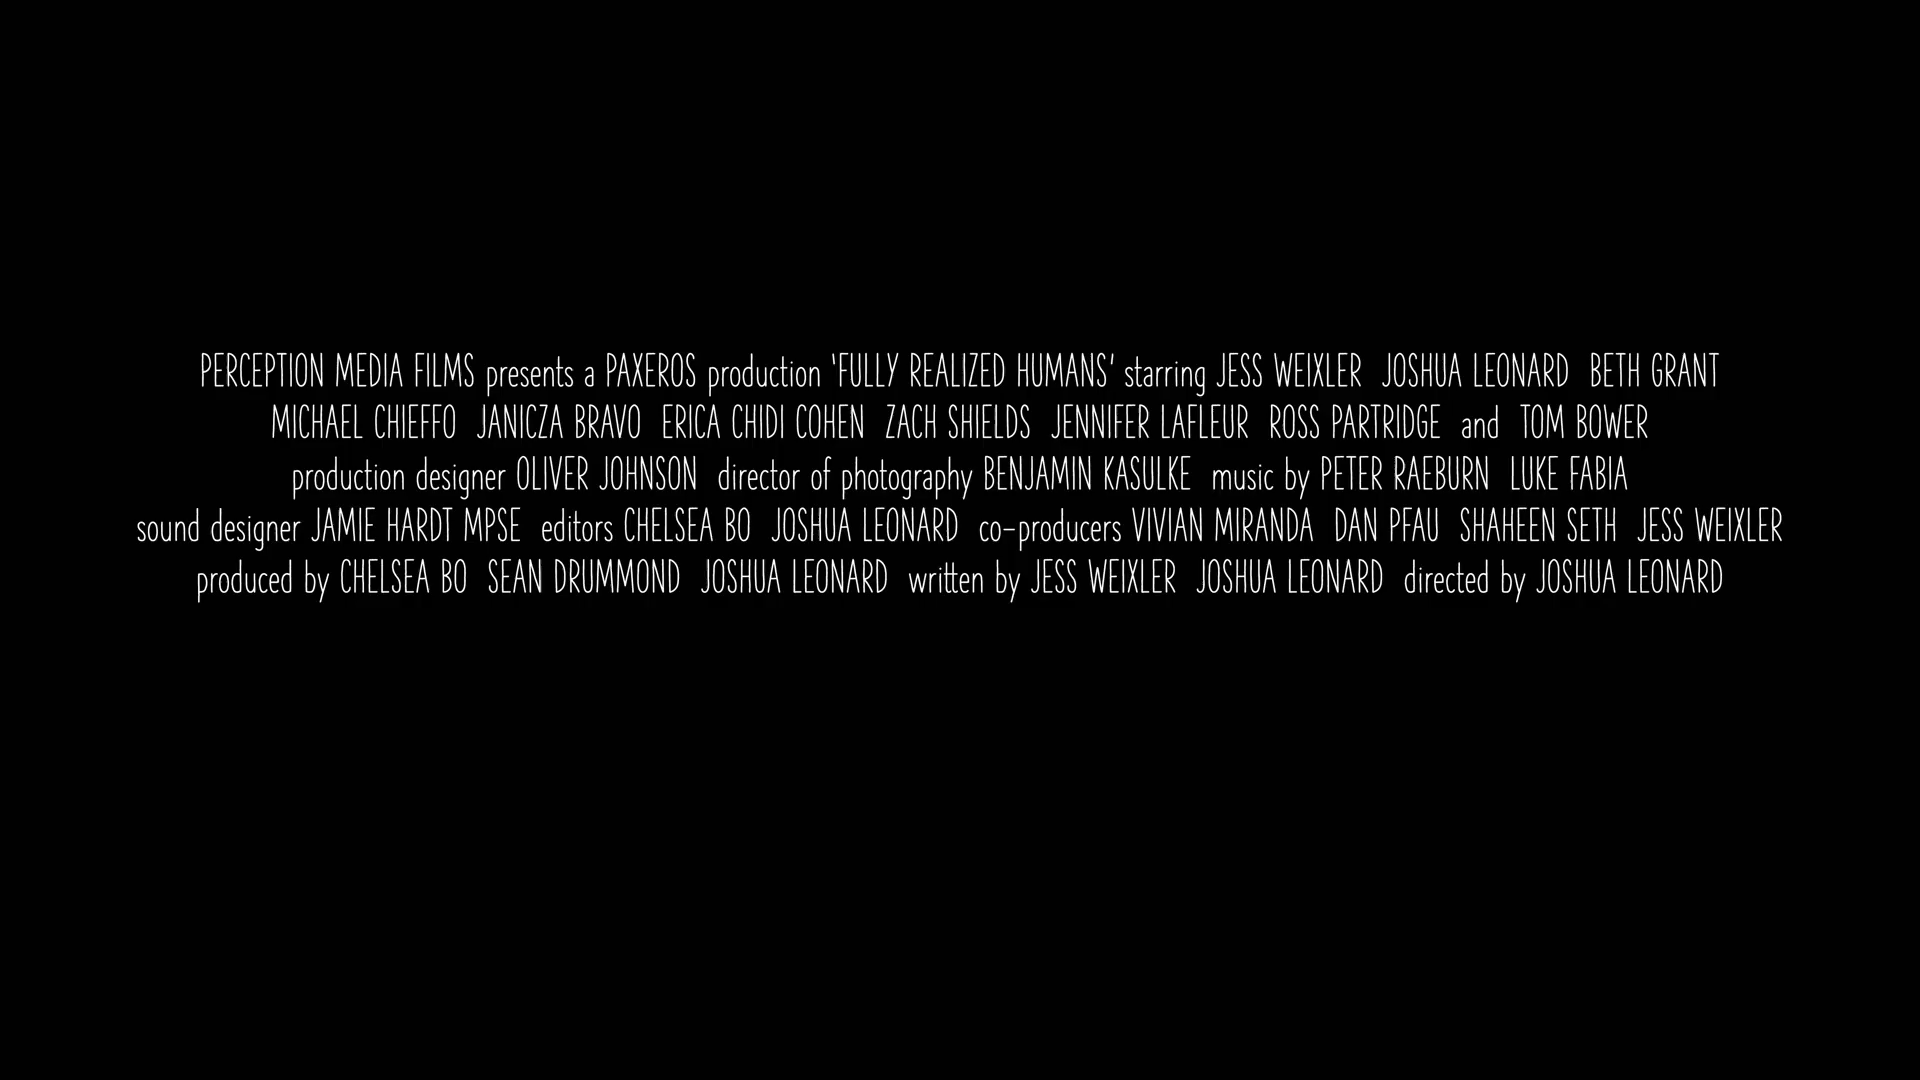 PERCEPTION MEDIA FILMS presents a PAXEROS production 'FULLY REALIZED HUMANS' starring JESS WEIXLER JOSHUA LEONARD BETH GRANT
MICHAEL CHIEFFO JANICZA BRAVO ERICA CHIDI COHEN ZACH SHIELDS JENNIFER LAFLEUR ROSS PARTRIDGE and TOM BOWER
production designer OLIVER JOHNSON director of photography BENJAMIN KASULKE music by PETER RAEBURN LUKE FABIA
sound designer JAMIE HARDT MPSE editors CHELSEA BO JOSHUA LEONARD co-producers VIVIAN MIRANDA DAN PFAU SHAHEEN SETH JESS WEIXLER
produced by CHELSEA BO SEAN DRUMMOND JOSHUA LEONARD written by JESS WEIXLER JOSHUA LEONARD directed by JOSHUA LEONARD